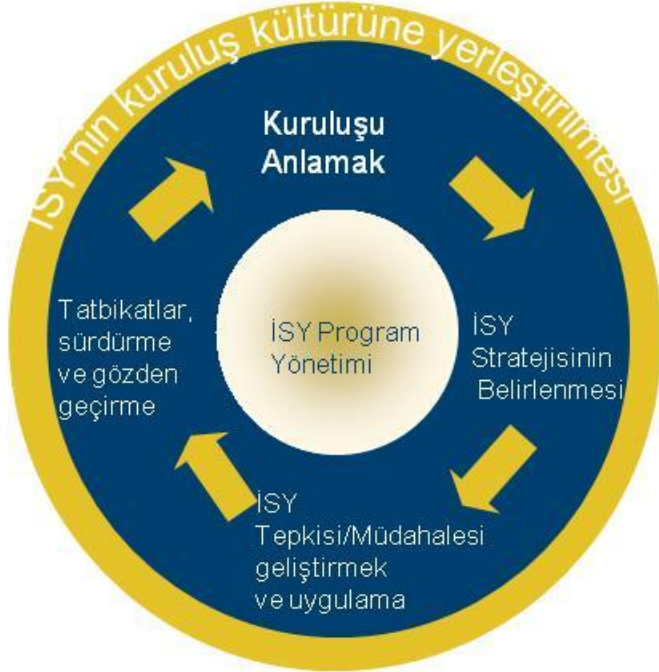 İSY'nin kuruluş kültürüne yerleştirilmesi
Kuruluşu
Anlamak
İSY
Stratejisinin
Belirlenmesi
İSY
Tepkisi/Müdahalesi
geliştirmek
ve uygulama
Tatbikatlar,
sürdürme
ve gözden
geçirme
İSY Program
Yönetimi